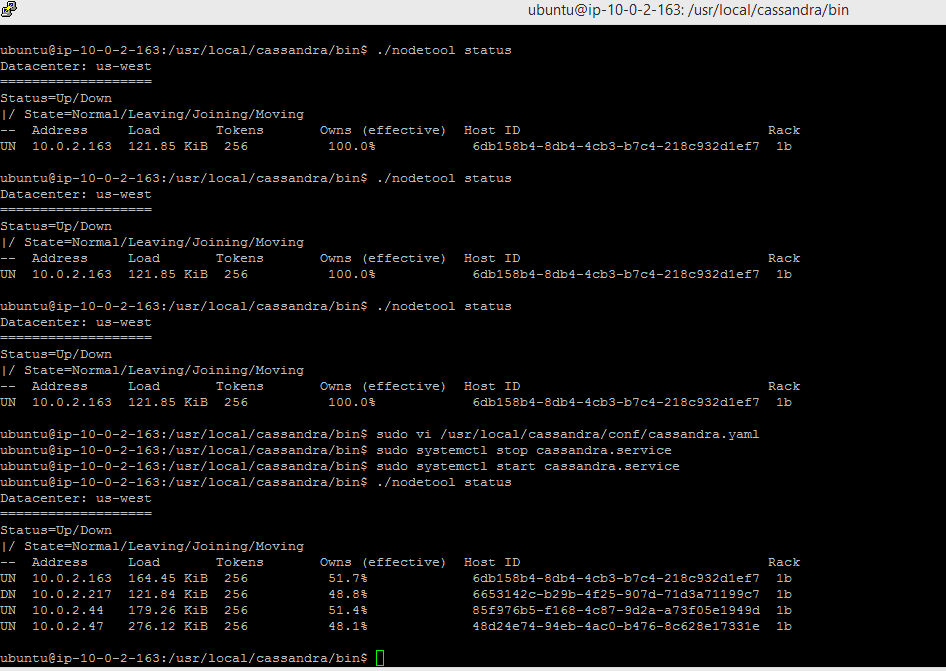 ubuntu@ip-10-0-2-163: /usr/local/cassandra/bin
ubuntu@ip-10-0-2-163:/usr/local/cassandra/bin$ ./nodetool status
Datacenter: us-west
===================
Status=Up/Down
|/ State=Normal/Leaving/Joining/Moving
--  Address     Load       Tokens       Owns (effective)  Host ID                               Rack
UN  10.0.2.163  121.85 KiB  256          100.0%            6db158b4-8db4-4cb3-b7c4-218c932d1ef7  1b
ubuntu@ip-10-0-2-163:/usr/local/cassandra/bin$ ./nodetool status
Datacenter: us-west
===================
Status=Up/Down
|/ State=Normal/Leaving/Joining/Moving
--  Address     Load       Tokens       Owns (effective)  Host ID                               Rack
UN  10.0.2.163  121.85 KiB  256          100.0%            6db158b4-8db4-4cb3-b7c4-218c932d1ef7  1b
ubuntu@ip-10-0-2-163:/usr/local/cassandra/bin$ ./nodetool status
Datacenter: us-west
===================
Status=Up/Down
|/ State=Normal/Leaving/Joining/Moving
--  Address     Load       Tokens       Owns (effective)  Host ID                               Rack
UN  10.0.2.163  121.85 KiB  256          100.0%            6db158b4-8db4-4cb3-b7c4-218c932d1ef7  1b
ubuntu@ip-10-0-2-163:/usr/local/cassandra/bin$ sudo vi /usr/local/cassandra/conf/cassandra.yaml
ubuntu@ip-10-0-2-163:/usr/local/cassandra/bin$ sudo systemctl stop cassandra.service
ubuntu@ip-10-0-2-163:/usr/local/cassandra/bin$ sudo systemctl start cassandra.service
ubuntu@ip-10-0-2-163:/usr/local/cassandra/bin$ ./nodetool status
Datacenter: us-west
===================
Status=Up/Down
|/ State=Normal/Leaving/Joining/Moving
--  Address     Load       Tokens       Owns (effective)  Host ID                               Rack
UN  10.0.2.163  164.45 KiB  256          51.7%             6db158b4-8db4-4cb3-b7c4-218c932d1ef7  1b
DN  10.0.2.217  121.84 KiB  256          48.8%             6653142c-b29b-4f25-907d-71d3a71199c7  1b
UN  10.0.2.44   179.26 KiB  256          51.4%             85f976b5-f168-4c87-9d2a-a73f05e1949d  1b
UN  10.0.2.47   276.12 KiB  256          48.1%             48d24e74-94eb-4ac0-b476-8c628e17331e  1b
ubuntu@ip-10-0-2-163:/usr/local/cassandra/bin$